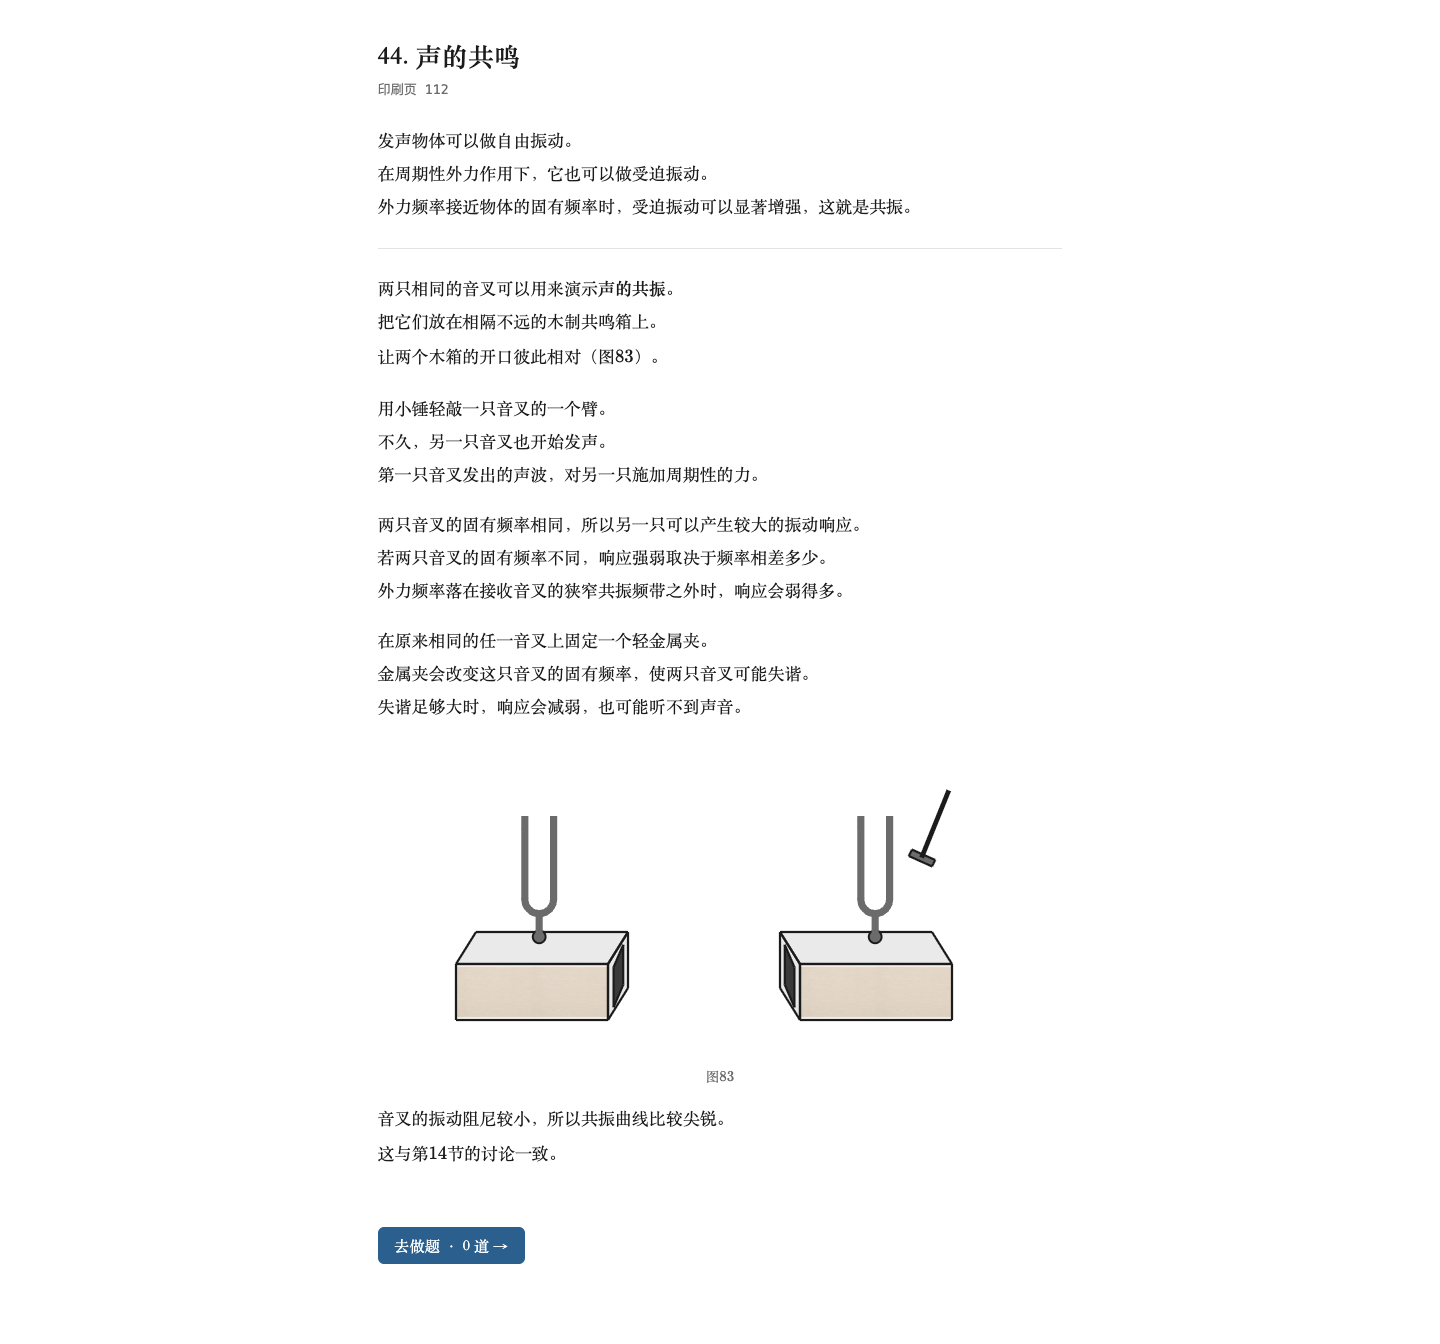 44. 声的共鸣
印刷页 112
发声物体可以做自由振动。
在周期性外力作用下，它也可以做受迫振动。
外力频率接近物体的固有频率时，受迫振动可以显著增强，这就是共振。
两只相同的音叉可以用来演示声的共振。
把它们放在相隔不远的木制共鸣箱上。
让两个木箱的开口彼此相对（图83）。
用小锤轻敲一只音叉的一个臂。
不久，另一只音叉也开始发声。
第一只音叉发出的声波，对另一只施加周期性的力。
两只音叉的固有频率相同，所以另一只可以产生较大的振动响应。
若两只音叉的固有频率不同，响应强弱取决于频率相差多少。
外力频率落在接收音叉的狭窄共振频带之外时，响应会弱得多。
在原来相同的任一音叉上固定一个轻金属夹。
金属夹会改变这只音叉的固有频率，使两只音叉可能失谐。
失谐足够大时，响应会减弱，也可能听不到声音。
图83
音叉的振动阻尼较小，所以共振曲线比较尖锐。
这与第14节的讨论一致。
去做题 · 0 道 →